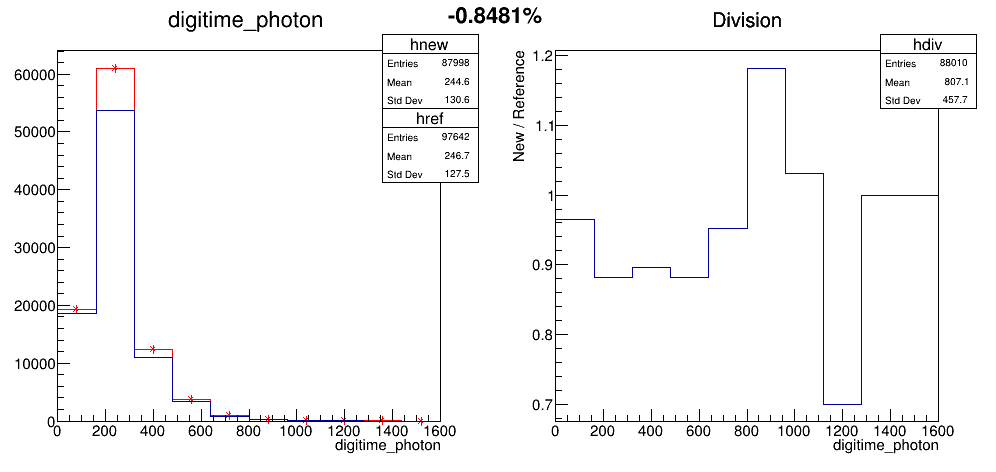 -0.8481%
digitime_photon
hnew
Entries 87998
Mean 244.6
Std Dev 130.6
href
Entries 97642
Mean 246.7
Std Dev 127.5
60000
50000
40000
30000
20000
10000
0
0 200 400 600 800 1000 1200 1400 1600
digitime_photon
Division
hdiv
Entries 88010
Mean 807.1
Std Dev 457.7
New / Reference
1.2
1.1
1
0.9
0.8
0.7
0 200 400 600 800 1000 1200 1400 1600
digitime_photon